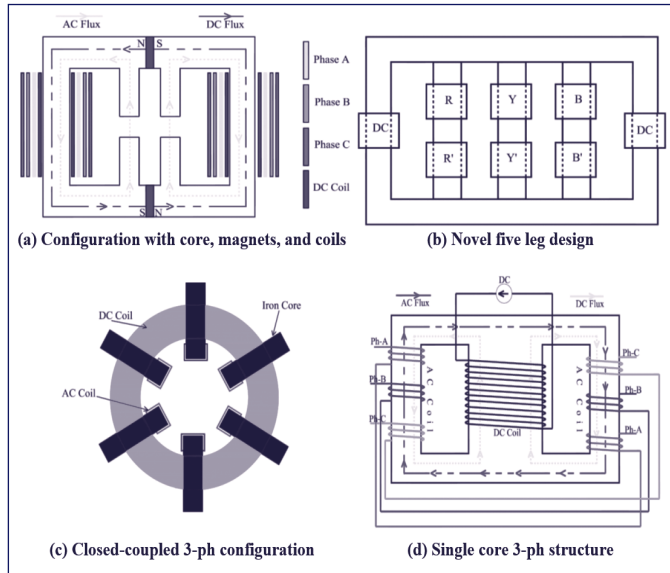 AC Flux
DC Flux
N S
S N
Phase A
Phase B
Phase C
DC Coil
(a) Configuration with core, magnets, and coils
R Y B
DC DC
R' Y' B'
(b) Novel five leg design
DC Coil
Iron Core
AC Coil
(c) Closed-coupled 3-ph configuration
DC
AC Flux
DC Flux
Ph-A
Ph-B
Ph-C
AC Coil
DC Coil
AC Coil
Ph-C
Ph-B
Ph-A
(d) Single core 3-ph structure